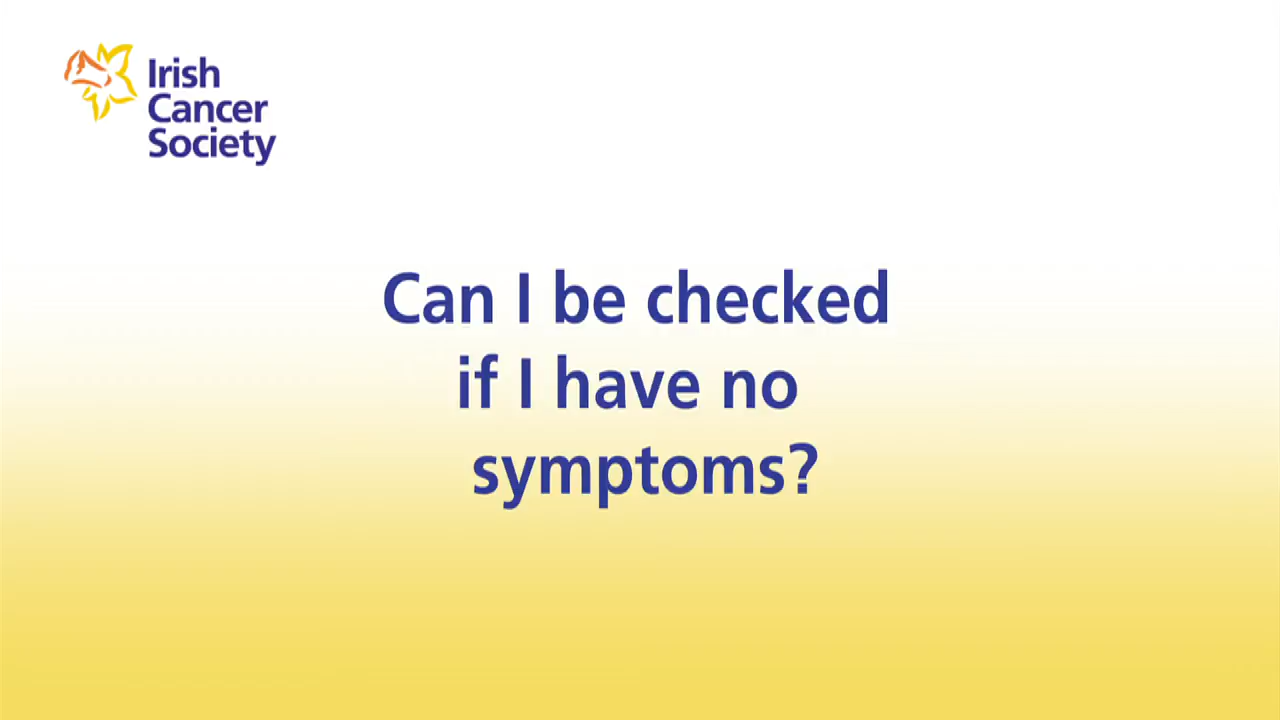 Irish
Cancer
Society
Can I be checked
if I have no
symptoms?